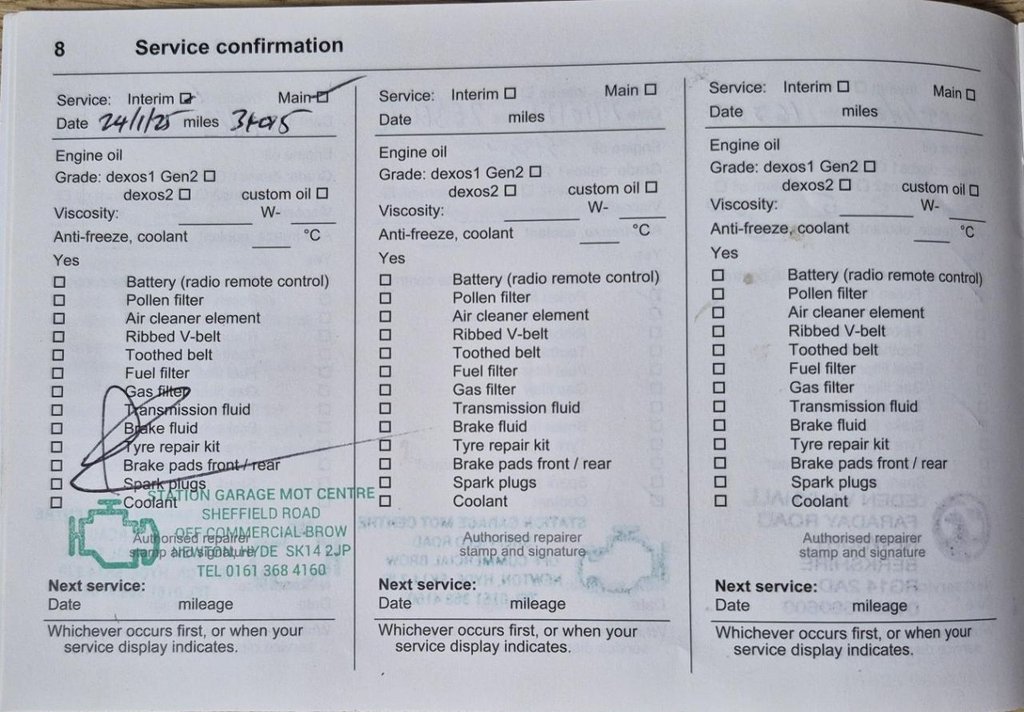 8 Service confirmation
Service: Interim Main
Date 24/1/25 miles
Engine oil
Grade: dexos1 Gen2
dexos2 custom oil
Viscosity: W-
Anti-freeze, coolant °C
Yes
Battery (radio remote control)
Pollen filter
Air cleaner element
Ribbed V-belt
Toothed belt
Fuel filter
Gas filter
Transmission fluid
Brake fluid
Tyre repair kit
Brake pads front / rear
Spark plugs
Coolant
STATION GARAGE MOT CENTRE
SHEFFIELD ROAD
OFF COMMERCIAL BROW
NEWTON, HYDE SK14 2JP
TEL 0161 368 4160
Authorised repairer
stamp and signature
Next service:
Date mileage
Whichever occurs first, or when your
service display indicates.
Service: Interim Main
Date miles
Engine oil
Grade: dexos1 Gen2
dexos2 custom oil
Viscosity: W-
Anti-freeze, coolant °C
Yes
Battery (radio remote control)
Pollen filter
Air cleaner element
Ribbed V-belt
Toothed belt
Fuel filter
Gas filter
Transmission fluid
Brake fluid
Tyre repair kit
Brake pads front / rear
Spark plugs
Coolant
Authorised repairer
stamp and signature
Next service:
Date mileage
Whichever occurs first, or when your
service display indicates.
Service: Interim Main
Date miles
Engine oil
Grade: dexos1 Gen2
dexos2 custom oil
Viscosity: W-
Anti-freeze, coolant °C
Yes
Battery (radio remote control)
Pollen filter
Air cleaner element
Ribbed V-belt
Toothed belt
Fuel filter
Gas filter
Transmission fluid
Brake fluid
Tyre repair kit
Brake pads front / rear
Spark plugs
Coolant
Authorised repairer
stamp and signature
Next service:
Date mileage
Whichever occurs first, or when your
service display indicates.